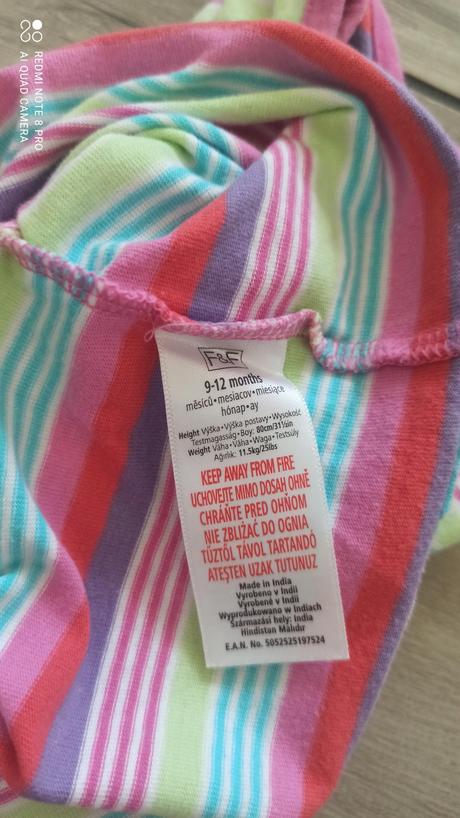 REDMI NOTE 8 PRO
AI QUAD CAMERA
F&F
9-12 months
měsíců•mesiacov•miesiące
hónap•ay
Height Výška•Výška postavy•Wysokość
Testmagasság•Boy: 80cm/31½in
Weight Váha•Váha•Waga•Testsúly
Ağırlık: 11.5kg/25lbs
KEEP AWAY FROM FIRE
UCHOVEJTE MIMO DOSAH OHNĚ
CHRÁŇTE PRED OHŇOM
NIE ZBLIŻAĆ DO OGNIA
TŰZTŐL TÁVOL TARTANDÓ
ATEŞTEN UZAK TUTUNUZ
Made in India
Vyrobeno v Indii
Vyrobené v Indii
Wyprodukowano w Indiach
Származási hely: India
Hindistan Malıdır
E.A.N. No. 5052525197524